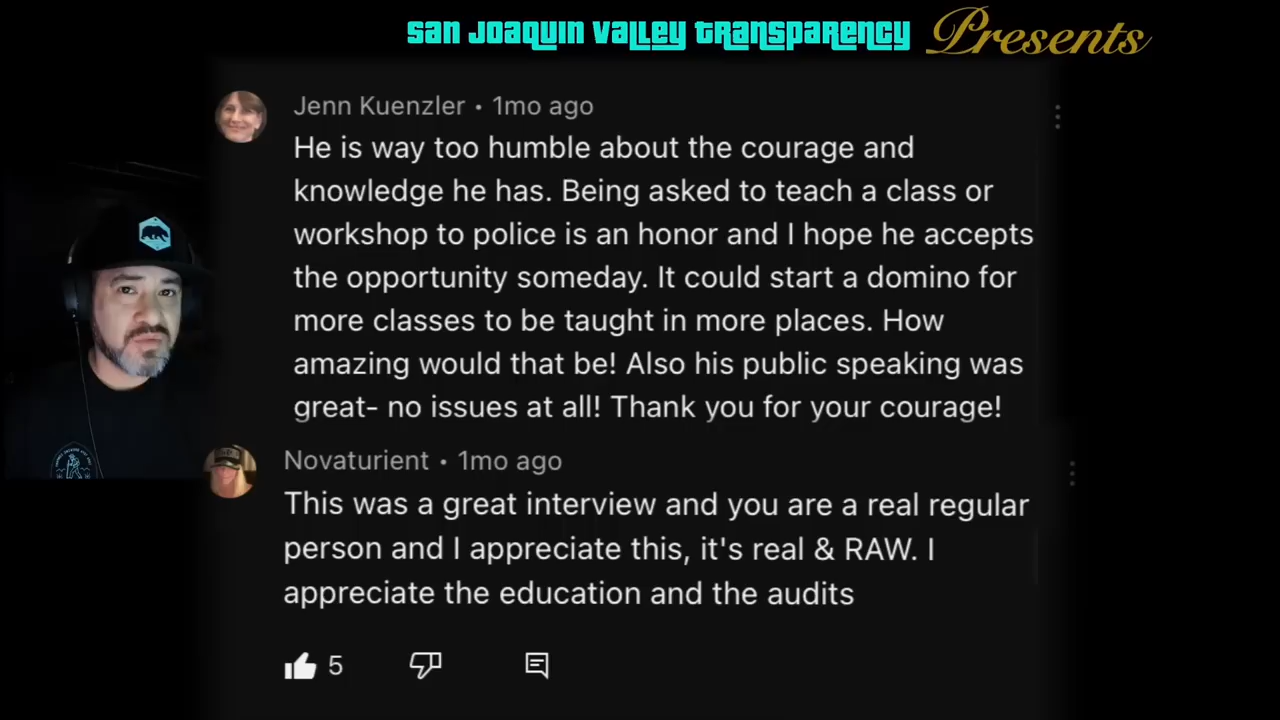 San Joaquin Valley Transparency Presents
Jenn Kuenzler • 1mo ago
He is way too humble about the courage and
knowledge he has. Being asked to teach a class or
workshop to police is an honor and I hope he accepts
the opportunity someday. It could start a domino for
more classes to be taught in more places. How
amazing would that be! Also his public speaking was
great- no issues at all! Thank you for your courage!
Novaturient • 1mo ago
This was a great interview and you are a real regular
person and I appreciate this, it's real & RAW. I
appreciate the education and the audits
5